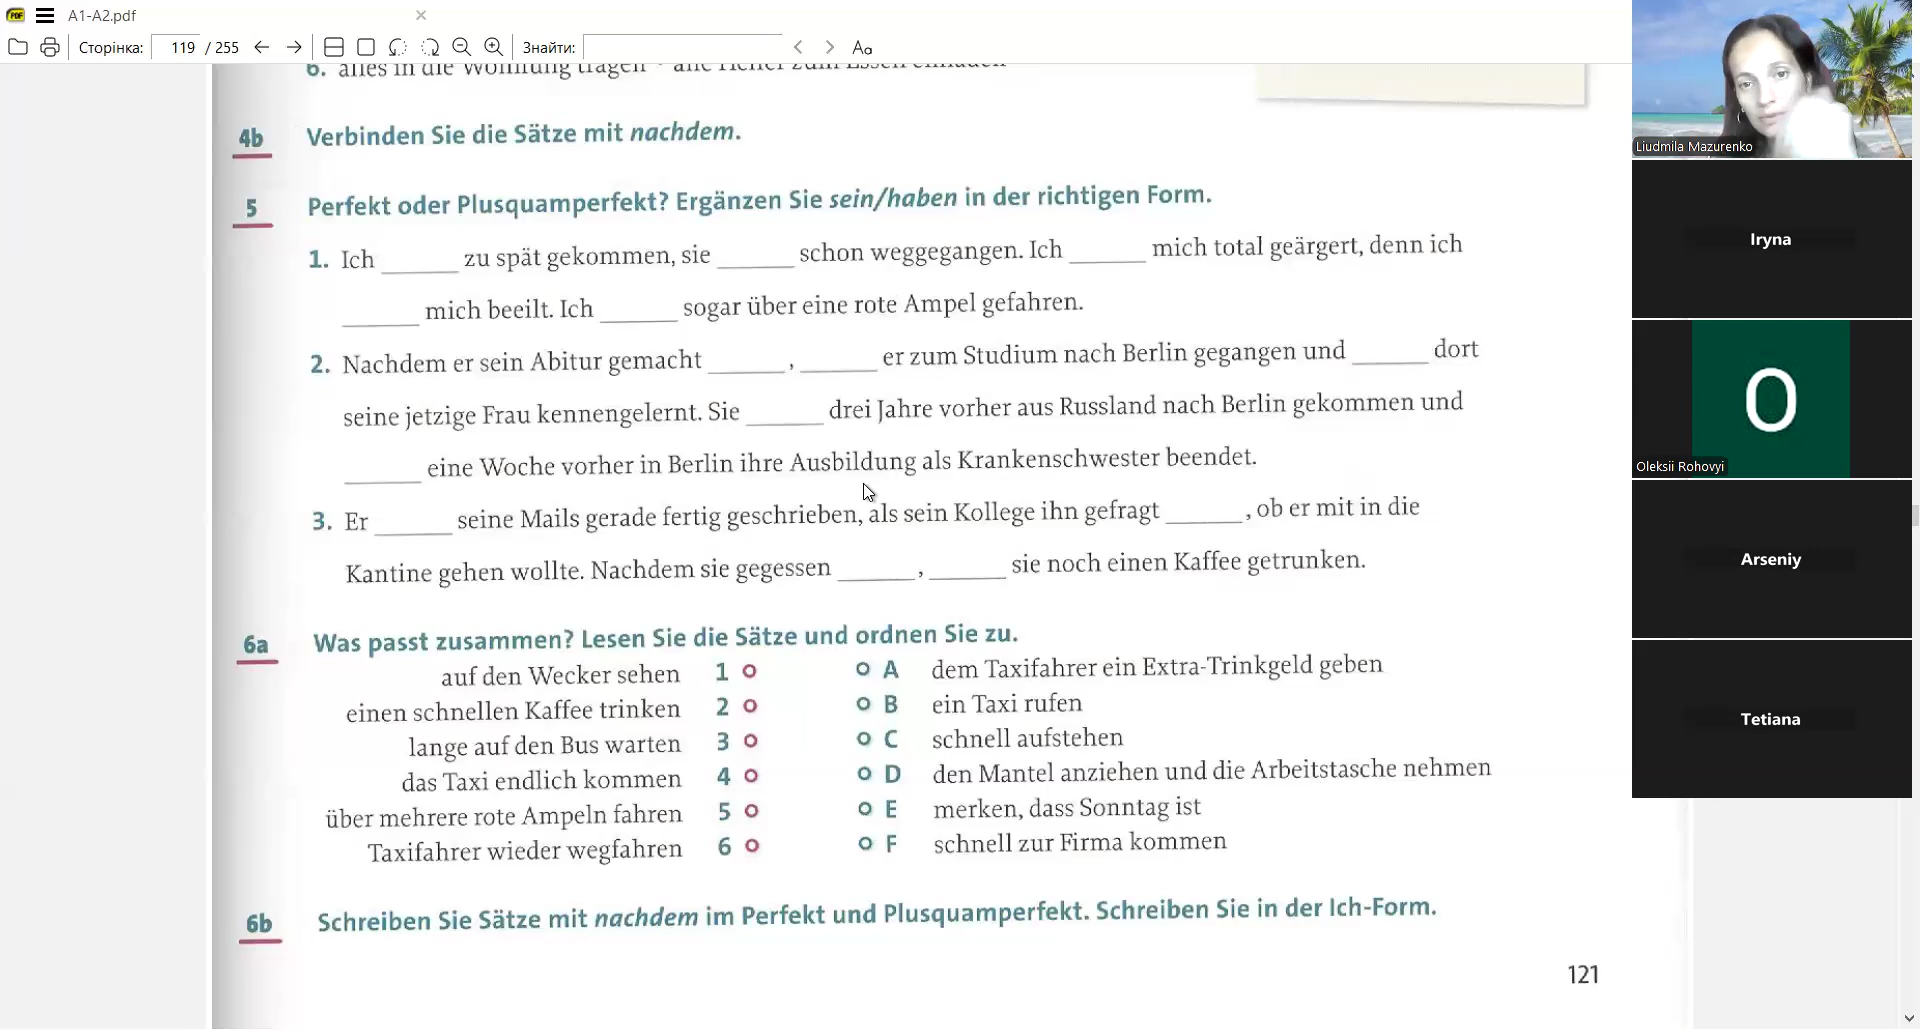 A1-A2.pdf
Сторінка: 119 / 255 Знайти: Aa
6. alles in die Wohnung tragen - alle Helfer zum Essen einladen
4b Verbinden Sie die Sätze mit nachdem.
5 Perfekt oder Plusquamperfekt? Ergänzen Sie sein/haben in der richtigen Form.
1. Ich ______ zu spät gekommen, sie ______ schon weggegangen. Ich ______ mich total geärgert, denn ich
______ mich beeilt. Ich ______ sogar über eine rote Ampel gefahren.
2. Nachdem er sein Abitur gemacht ______, ______ er zum Studium nach Berlin gegangen und ______ dort
seine jetzige Frau kennengelernt. Sie ______ drei Jahre vorher aus Russland nach Berlin gekommen und
______ eine Woche vorher in Berlin ihre Ausbildung als Krankenschwester beendet.
3. Er ______ seine Mails gerade fertig geschrieben, als sein Kollege ihn gefragt ______, ob er mit in die
Kantine gehen wollte. Nachdem sie gegessen ______, ______ sie noch einen Kaffee getrunken.
6a Was passt zusammen? Lesen Sie die Sätze und ordnen Sie zu.
auf den Wecker sehen 1 A dem Taxifahrer ein Extra-Trinkgeld geben
einen schnellen Kaffee trinken 2 B ein Taxi rufen
lange auf den Bus warten 3 C schnell aufstehen
das Taxi endlich kommen 4 D den Mantel anziehen und die Arbeitstasche nehmen
über mehrere rote Ampeln fahren 5 E merken, dass Sonntag ist
Taxifahrer wieder wegfahren 6 F schnell zur Firma kommen
6b Schreiben Sie Sätze mit nachdem im Perfekt und Plusquamperfekt. Schreiben Sie in der Ich-Form.
121
Liudmila Mazurenko
Iryna
O
Oleksii Rohovyi
Arseniy
Tetiana